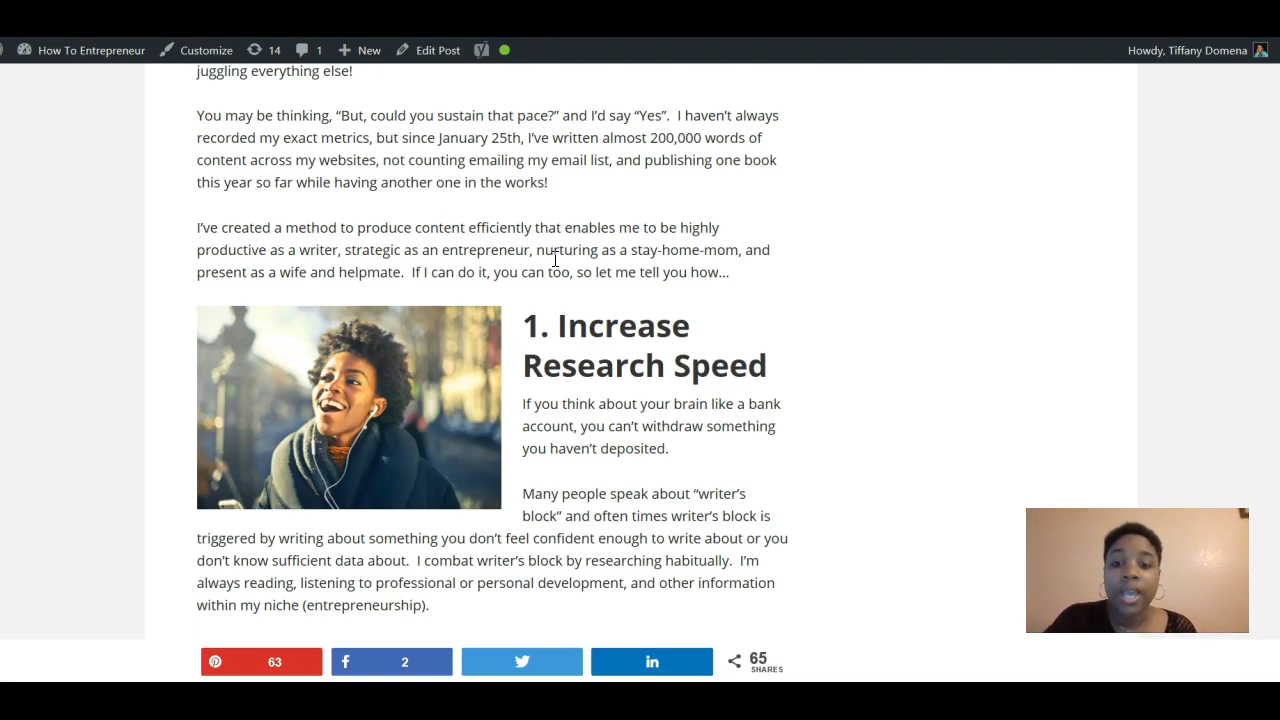 How To Entrepreneur Customize 14 1 New Edit Post Howdy, Tiffany Domena
juggling everything else!
You may be thinking, “But, could you sustain that pace?” and I’d say “Yes”.  I haven’t always
recorded my exact metrics, but since January 25th, I’ve written almost 200,000 words of
content across my websites, not counting emailing my email list, and publishing one book
this year so far while having another one in the works!
I’ve created a method to produce content efficiently that enables me to be highly
productive as a writer, strategic as an entrepreneur, nurturing as a stay-home-mom, and
present as a wife and helpmate.  If I can do it, you can too, so let me tell you how…
1. Increase
Research Speed
If you think about your brain like a bank
account, you can’t withdraw something
you haven’t deposited.
Many people speak about “writer’s
block” and often times writer’s block is
triggered by writing about something you don’t feel confident enough to write about or you
don’t know sufficient data about.  I combat writer’s block by researching habitually.  I’m
always reading, listening to professional or personal development, and other information
within my niche (entrepreneurship).
63 2 65
SHARES